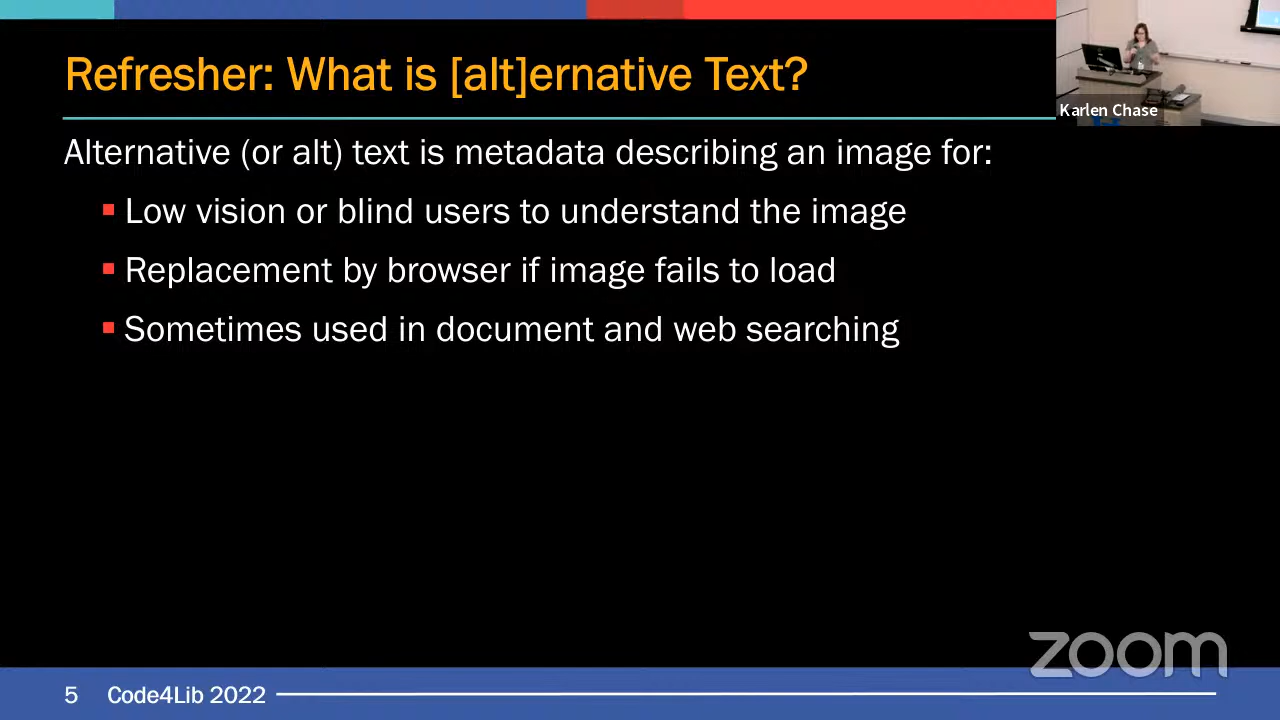 Refresher: What is [alt]ernative Text?
Karlen Chase
Alternative (or alt) text is metadata describing an image for:
Low vision or blind users to understand the image
Replacement by browser if image fails to load
Sometimes used in document and web searching
zoom
5 Code4Lib 2022